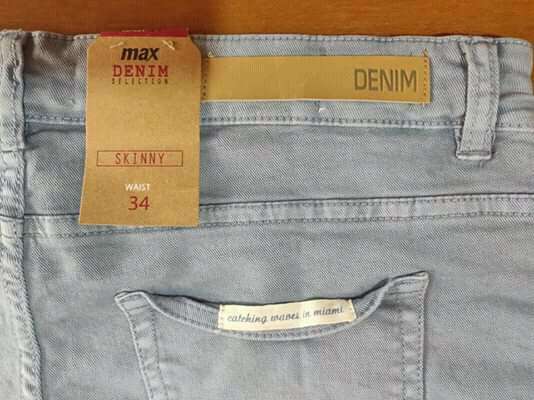 max
DENIM
SELECTION
SKINNY
WAIST
34
DENIM
catching waves in miami